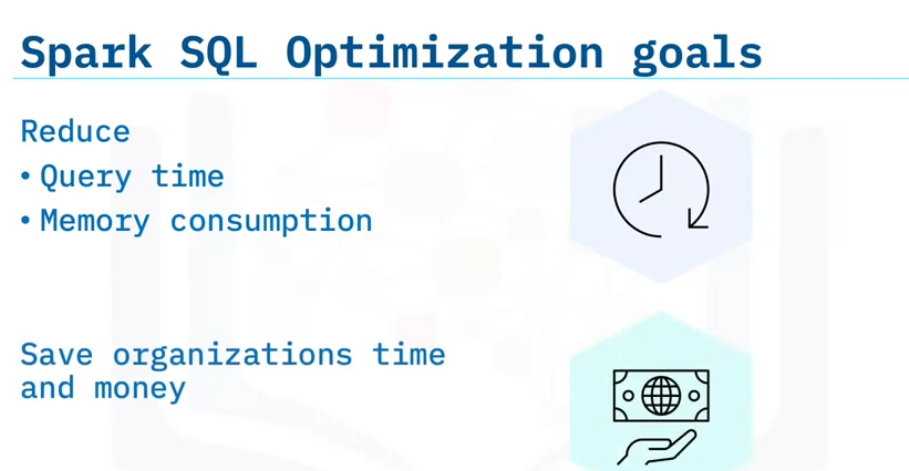 Spark SQL Optimization goals
Reduce
• Query time
• Memory consumption
Save organizations time
and money